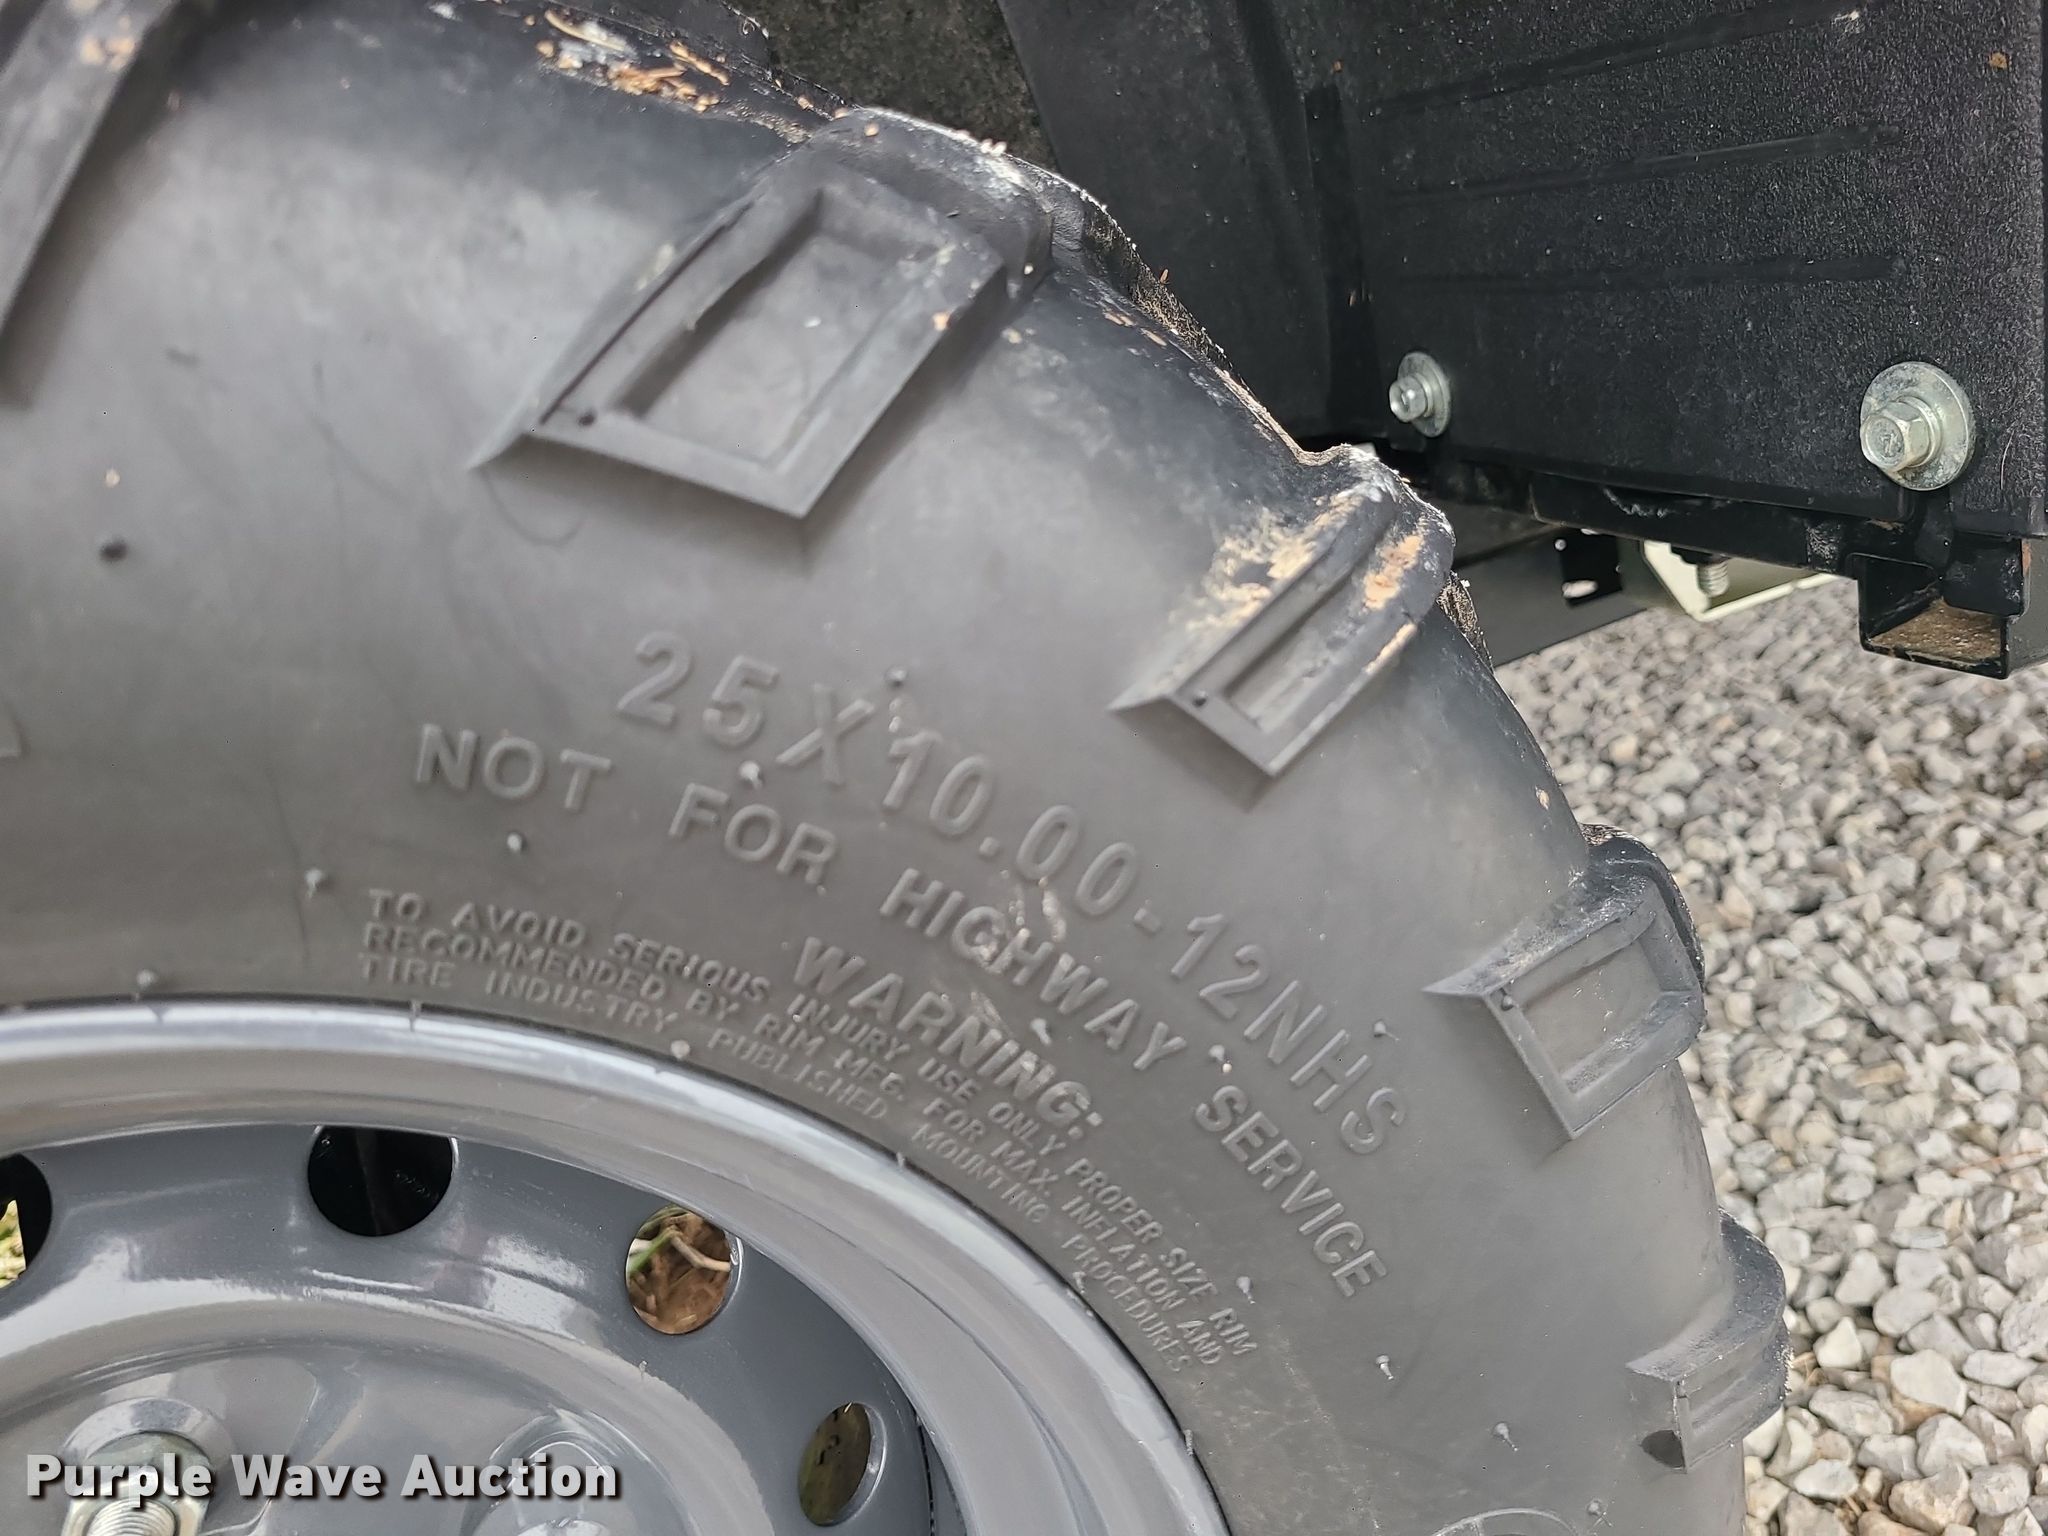 25X10.00-12NHS
NOT FOR HIGHWAY SERVICE
WARNING:
TO AVOID SERIOUS INJURY USE ONLY PROPER SIZE RIM
RECOMMENDED BY RIM MFG. FOR MAX. INFLATION AND
TIRE INDUSTRY PUBLISHED MOUNTING PROCEDURES
Purple Wave Auction